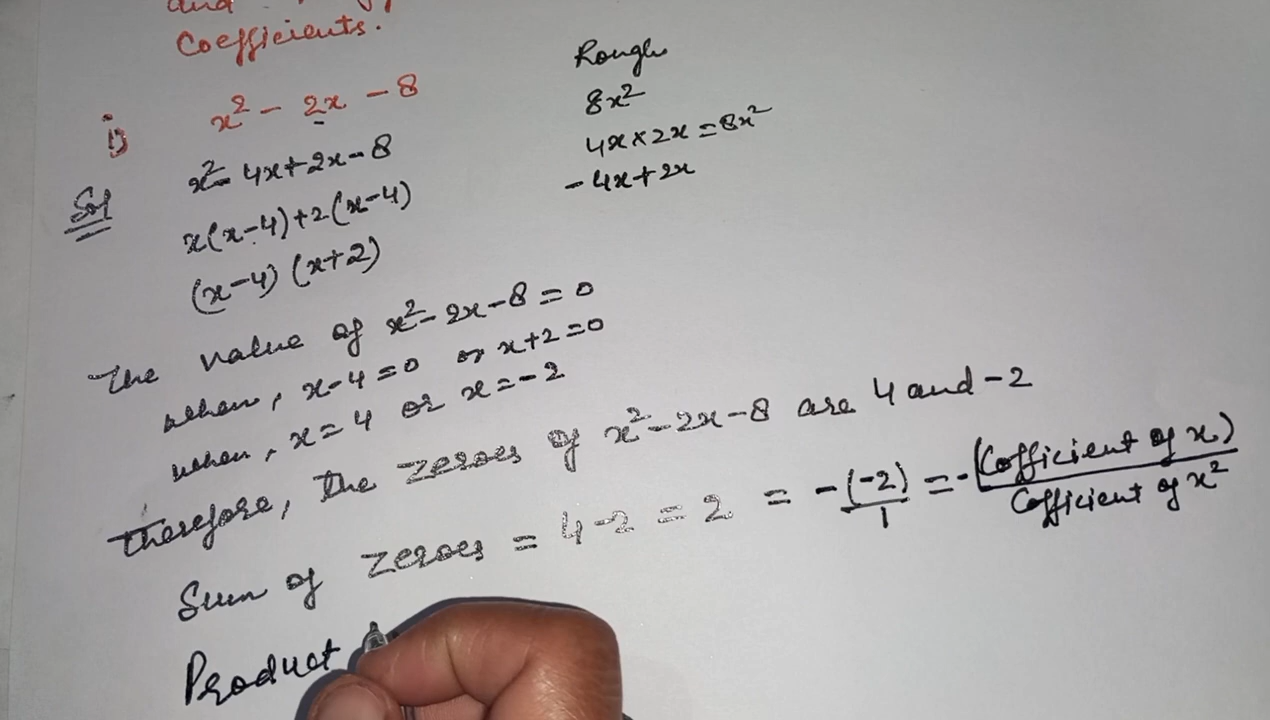 and
Coefficients.
i) x² - 2x - 8
Sol x² - 4x + 2x - 8
x(x-4)+2(x-4)
(x-4) (x+2)
Rough
8x²
4x × 2x = 8x²
- 4x + 2x
The value of x² - 2x - 8 = 0
when, x-4=0 or x+2=0
when, x=4 or x=-2
Therefore, the zeroes of x²-2x-8 are 4 and -2
Sum of zeroes = 4-2 = 2 = -(-2)/1 = -(Cofficient of x)/Cofficient of x²
Product